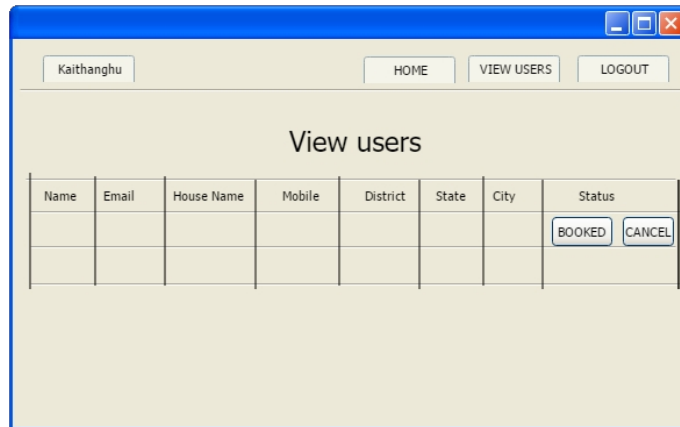 Kaithanghu HOME VIEW USERS LOGOUT
View users
Name Email House Name Mobile District State City Status
BOOKED CANCEL